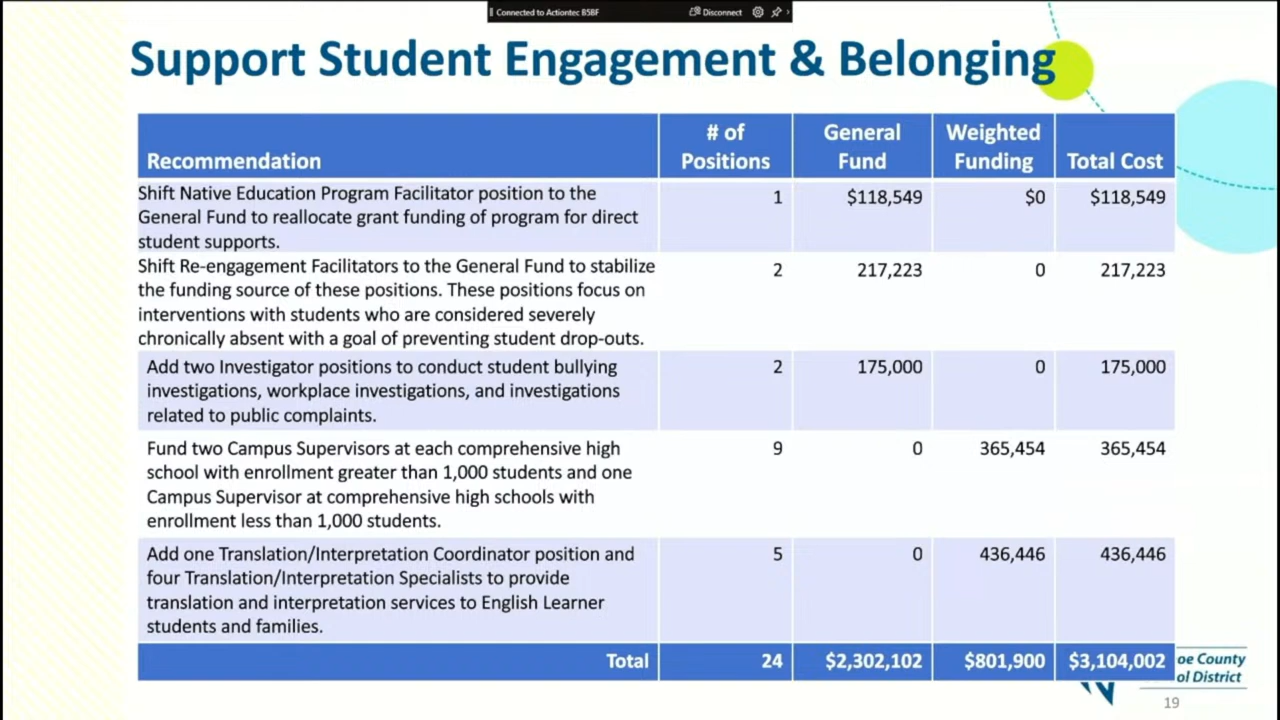 Connected to Actiontec B5BF Disconnect
Support Student Engagement & Belonging
Recommendation # of Positions General Fund Weighted Funding Total Cost
Shift Native Education Program Facilitator position to the 1 $118,549 $0 $118,549
General Fund to reallocate grant funding of program for direct
student supports.
Shift Re-engagement Facilitators to the General Fund to stabilize 2 217,223 0 217,223
the funding source of these positions. These positions focus on
interventions with students who are considered severely
chronically absent with a goal of preventing student drop-outs.
Add two Investigator positions to conduct student bullying 2 175,000 0 175,000
investigations, workplace investigations, and investigations
related to public complaints.
Fund two Campus Supervisors at each comprehensive high 9 0 365,454 365,454
school with enrollment greater than 1,000 students and one
Campus Supervisor at comprehensive high schools with
enrollment less than 1,000 students.
Add one Translation/Interpretation Coordinator position and 5 0 436,446 436,446
four Translation/Interpretation Specialists to provide
translation and interpretation services to English Learner
students and families.
Total 24 $2,302,102 $801,900 $3,104,002
oe County
ol District
19